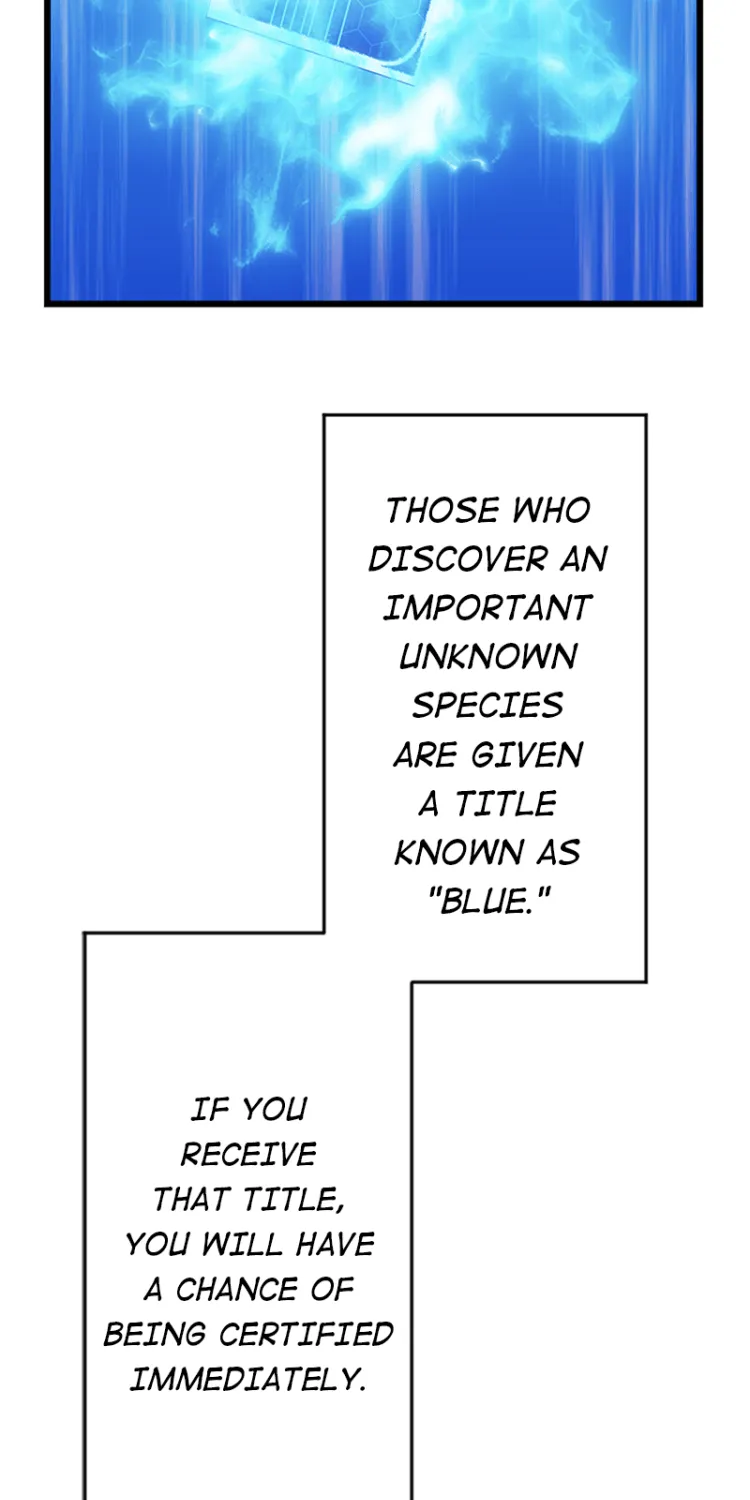 THOSE WHO
DISCOVER AN
IMPORTANT
UNKNOWN
SPECIES
ARE GIVEN
A TITLE
KNOWN AS
"BLUE."
IF YOU
RECEIVE
THAT TITLE,
YOU WILL HAVE
A CHANCE OF
BEING CERTIFIED
IMMEDIATELY.